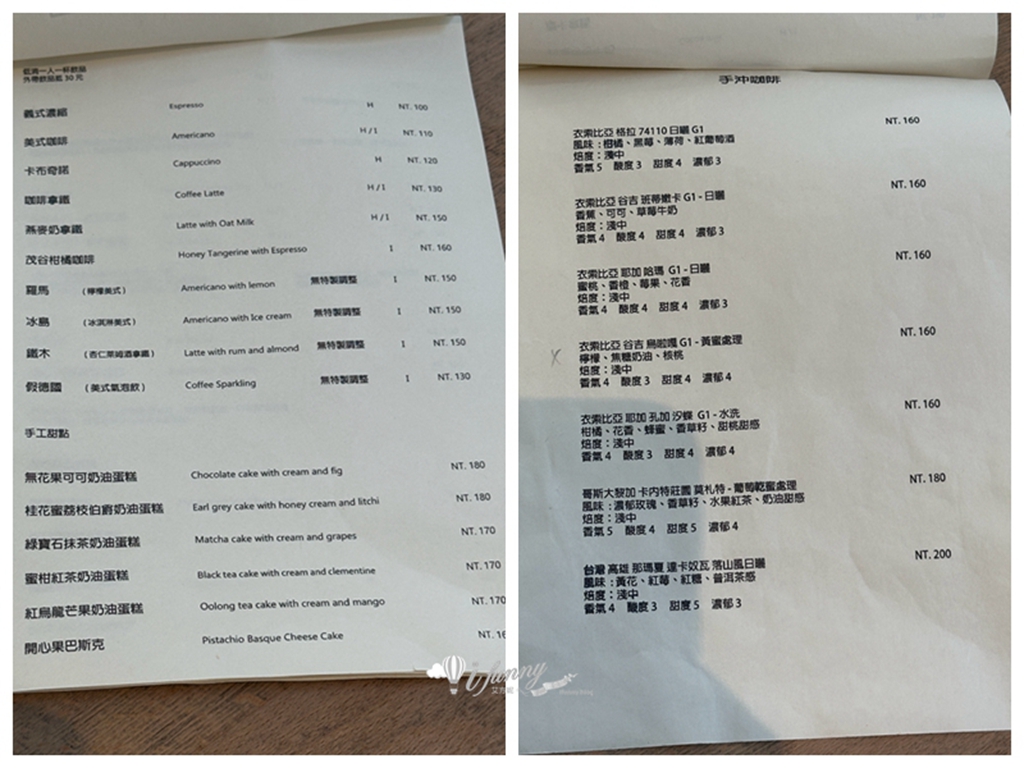 低消一人一杯飲品
外帶飲品折 30 元
義式濃縮 Espresso H NT. 100
美式咖啡 Americano H / I NT. 110
卡布奇諾 Cappuccino H NT. 120
咖啡拿鐵 Coffee Latte H / I NT. 130
燕麥奶拿鐵 Latte with Oat Milk H / I NT. 150
茂谷柑橘咖啡 Honey Tangerine with Espresso I NT. 160
羅馬 (檸檬美式) Americano with lemon 無特製調整 I NT. 150
冰島 (冰淇淋美式) Americano with Ice cream 無特製調整 I NT. 150
鐵木 (杏仁萊姆酒拿鐵) Latte with rum and almond 無特製調整 I NT. 150
假德國 (美式氣泡飲) Coffee Sparkling 無特製調整 I NT. 130
手工甜點
無花果可可奶油蛋糕 Chocolate cake with cream and fig NT. 180
桂花蜜荔枝伯爵奶油蛋糕 Earl grey cake with honey cream and litchi NT. 180
綠寶石抹茶奶油蛋糕 Matcha cake with cream and grapes NT. 170
蜜柑紅茶奶油蛋糕 Black tea cake with cream and clementine NT. 170
紅烏龍芒果奶油蛋糕 Oolong tea cake with cream and mango NT. 170
開心果巴斯克 Pistachio Basque Cheese Cake NT. 16
手沖咖啡
衣索比亞 格拉 74110 日曬 G1 NT. 160
風味 : 柑橘、黑莓、薄荷、紅葡萄酒
焙度 : 淺中
香氣 5 酸度 3 甜度 4 濃郁 3
衣索比亞 谷吉 班蒂嫩卡 G1 - 日曬 NT. 160
香蕉、可可、草莓牛奶
焙度 : 淺中
香氣 4 酸度 4 甜度 4 濃郁 3
衣索比亞 耶加 哈瑪 G1 - 日曬 NT. 160
蜜桃、香橙、莓果、花香
焙度 : 淺中
香氣 4 酸度 4 甜度 4 濃郁 3
衣索比亞 谷吉 烏啦嘎 G1 - 黃蜜處理 NT. 160
X 檸檬、焦糖奶油、核桃
焙度 : 淺中
香氣 4 酸度 3 甜度 4 濃郁 4
衣索比亞 耶加 孔加 汐蝶 G1 - 水洗 NT. 160
柑橘、花香、蜂蜜、香草籽、甜桃甜感
焙度 : 淺中
香氣 4 酸度 3 甜度 4 濃郁 4
哥斯大黎加 卡內特莊園 莫札特 - 葡萄乾蜜處理 NT. 180
風味 : 濃郁玫瑰、香草籽、水果紅茶、奶油甜感
焙度 : 淺中
香氣 5 酸度 4 甜度 5 濃郁 4
台灣 高雄 那瑪夏 達卡奴瓦 落山風日曬 NT. 200
風味 : 黃花、紅莓、紅糖、普洱茶感
焙度 : 淺中
香氣 4 酸度 3 甜度 5 濃郁 3
ifunny